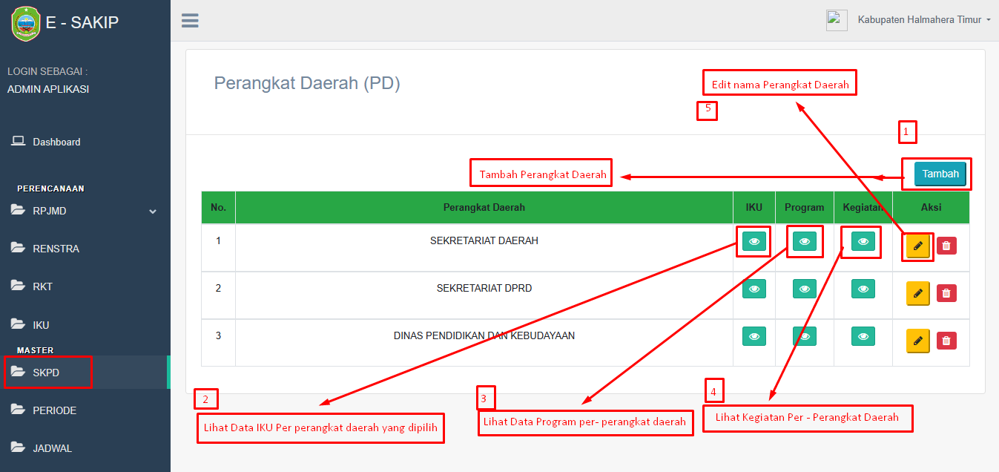 E - SAKIP
Kabupaten Halmahera Timur
LOGIN SEBAGAI :
ADMIN APLIKASI
Dashboard
PERENCANAAN
RPJMD
RENSTRA
RKT
IKU
MASTER
SKPD
PERIODE
JADWAL
Perangkat Daerah (PD)
Edit nama Perangkat Daerah
5
1
Tambah Perangkat Daerah
Tambah
No. Perangkat Daerah IKU Program Kegiatan Aksi
1 SEKRETARIAT DAERAH
2 SEKRETARIAT DPRD
3 DINAS PENDIDIKAN DAN KEBUDAYAAN
2
Lihat Data IKU Per perangkat daerah yang dipilih
3
Lihat Data Program per- perangkat daerah
4
Lihat Kegiatan Per - Perangkat Daerah